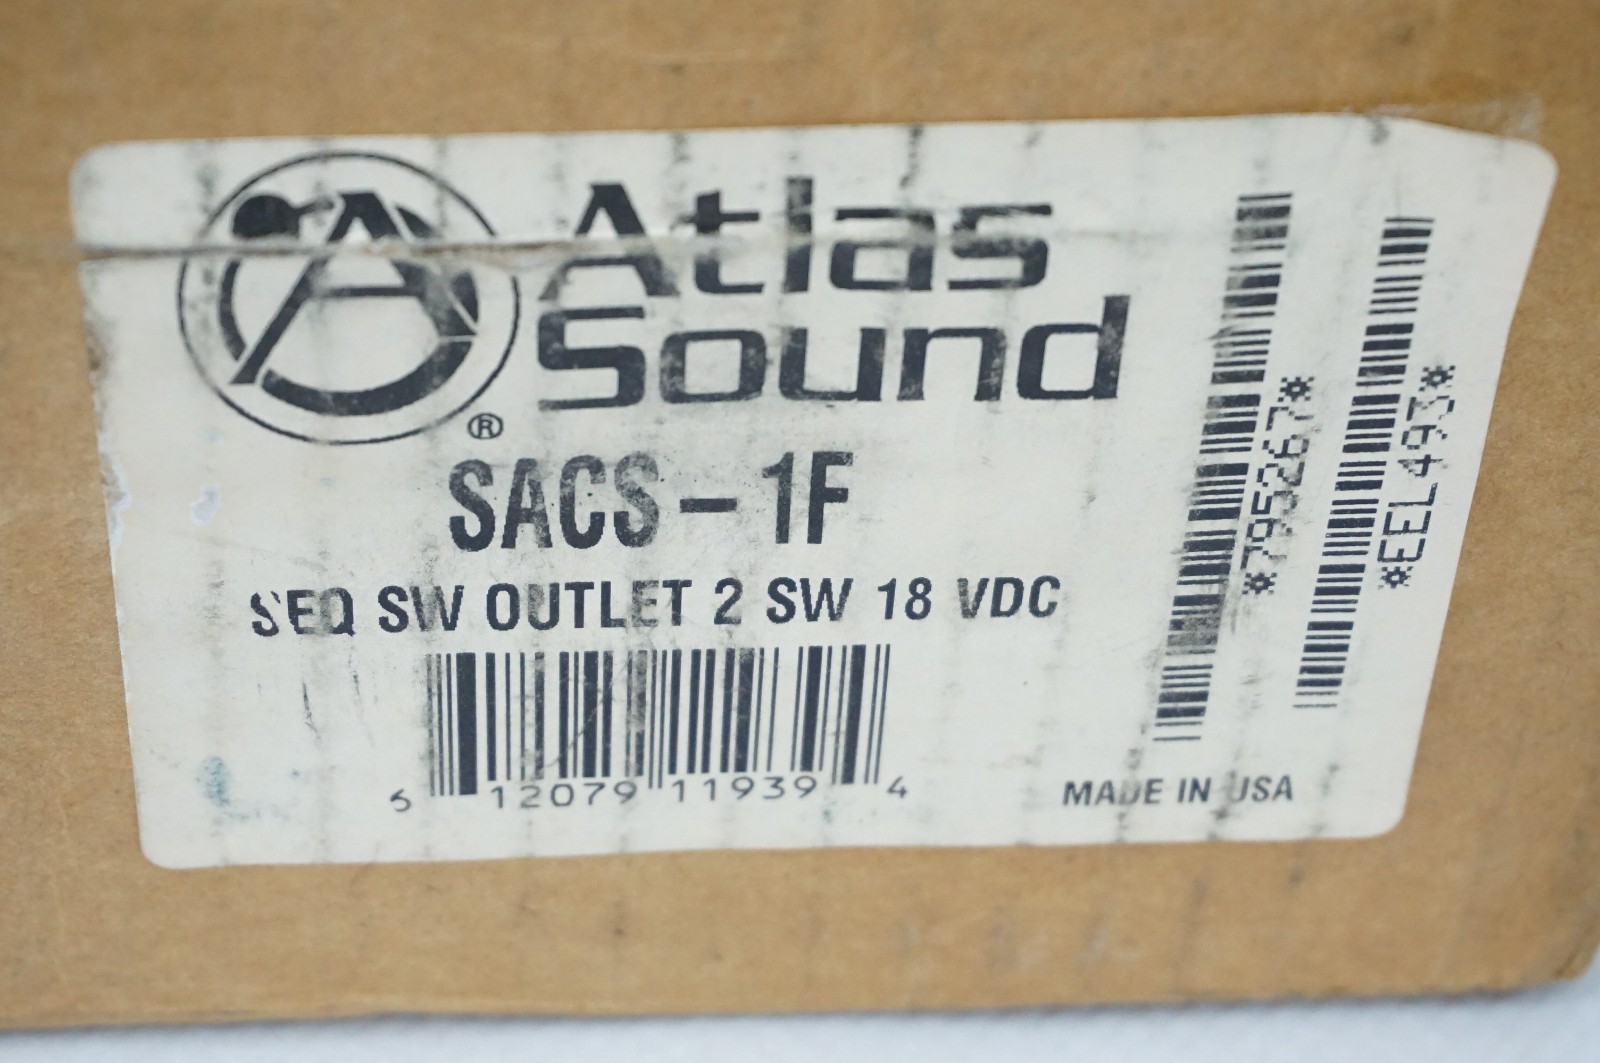 Atlas
Sound
®
SACS-1F
SEQ SW OUTLET 2 SW 18 VDC
6 12079 11939 4
*795267*
*EEL493*
MADE IN USA